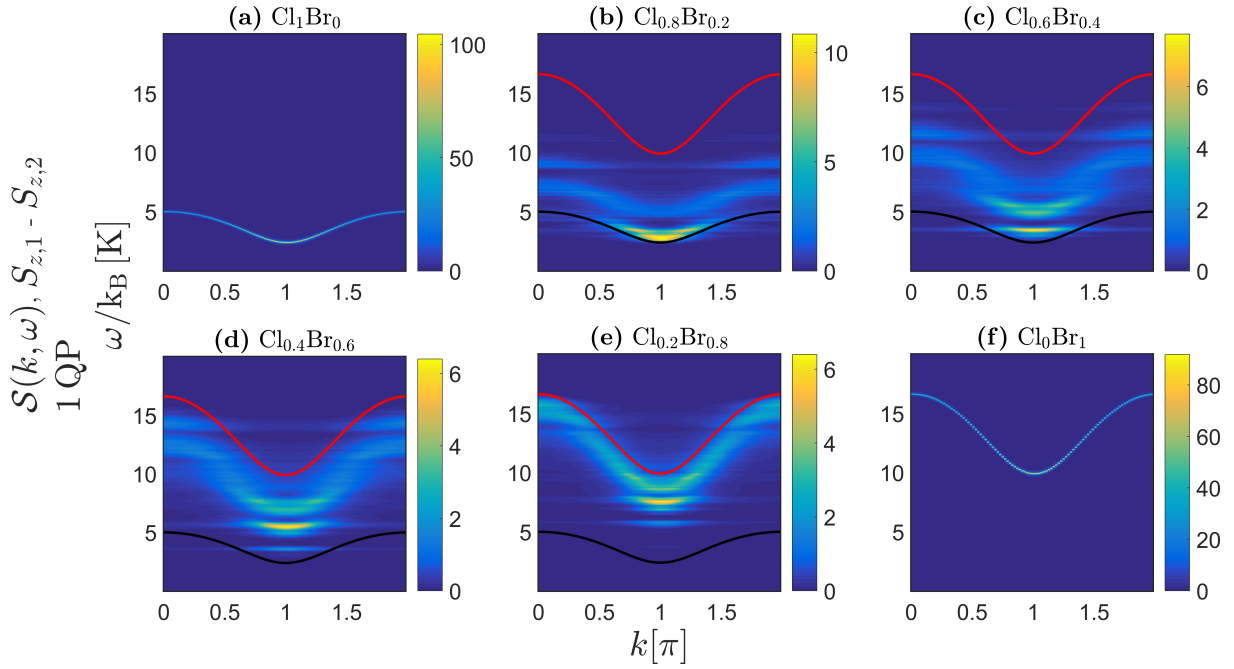 (a) Cl₁Br₀
(b) Cl₀.₈Br₀.₂
(c) Cl₀.₆Br₀.₄
15
10
5
0
0 0.5 1 1.5
100
50
0
15
10
5
0 0.5 1 1.5
10
5
0
15
10
5
0 0.5 1 1.5
6
4
2
0
𝒮(k, ω), S_{z,1} - S_{z,2}
1 QP
ω/k_B [K]
(d) Cl₀.₄Br₀.₆
(e) Cl₀.₂Br₀.₈
(f) Cl₀Br₁
15
10
5
0 0.5 1 1.5
6
4
2
0
15
10
5
0 0.5 1 1.5
6
4
2
0
15
10
5
0 0.5 1 1.5
80
60
40
20
0
k[π]